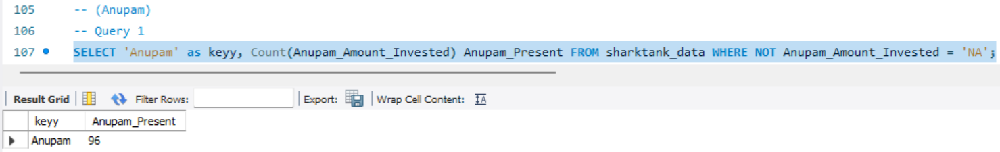 105 -- (Anupam)
106 -- Query 1
107 SELECT 'Anupam' as keyy, Count(Anupam_Amount_Invested) Anupam_Present FROM sharktank_data WHERE NOT Anupam_Amount_Invested = 'NA';
Result Grid Filter Rows: Export: Wrap Cell Content: IA
keyy Anupam_Present
Anupam 96